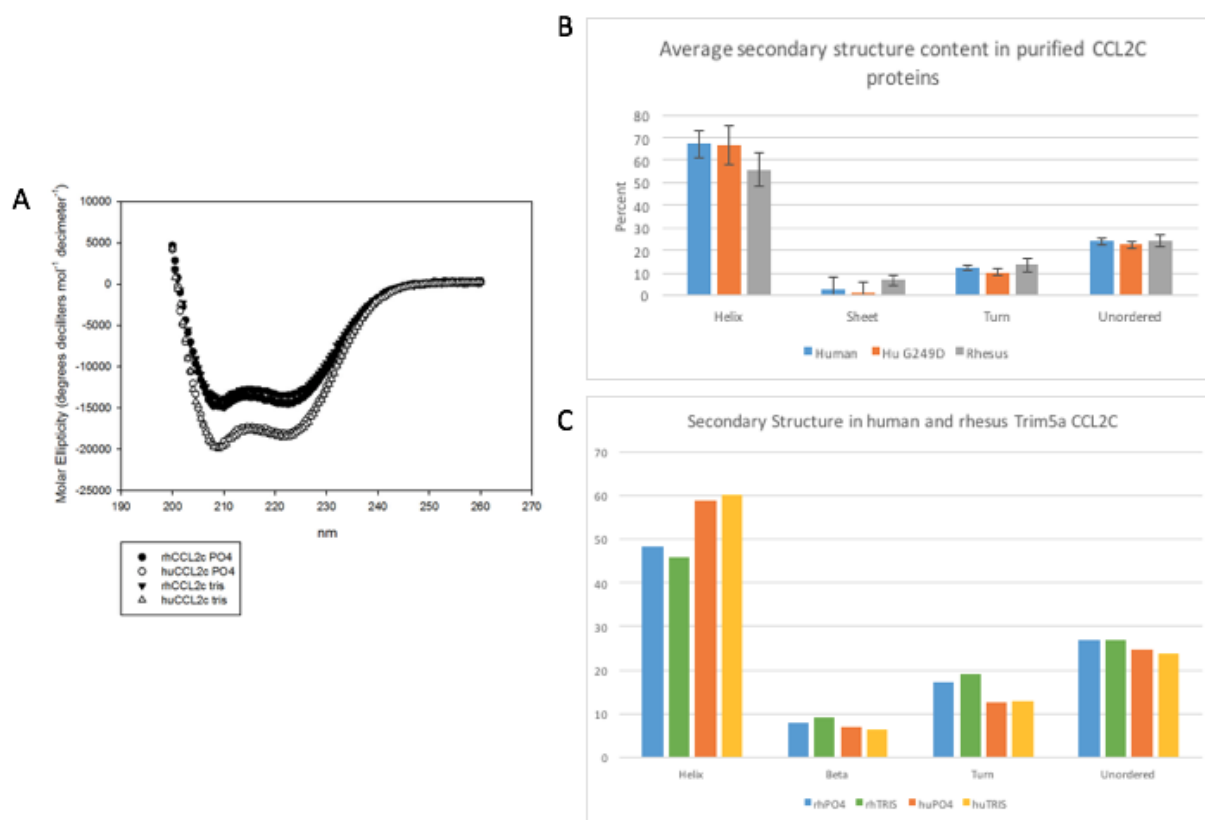 A
Molar Ellipticity (degrees deciliters mol-1 decimeter-1)
10000
5000
0
-5000
-10000
-15000
-20000
-25000
190 200 210 220 230 240 250 260 270
nm
rhCCL2c PO4
huCCL2c PO4
rhCCL2c tris
huCCL2c tris
B
Average secondary structure content in purified CCL2C
proteins
Percent
80
70
60
50
40
30
20
10
0
Helix Sheet Turn Unordered
Human Hu G249D Rhesus
C
Secondary Structure in human and rhesus Trim5a CCL2C
70
60
50
40
30
20
10
0
Helix Beta Turn Unordered
rhPO4 rhTRIS huPO4 huTRIS